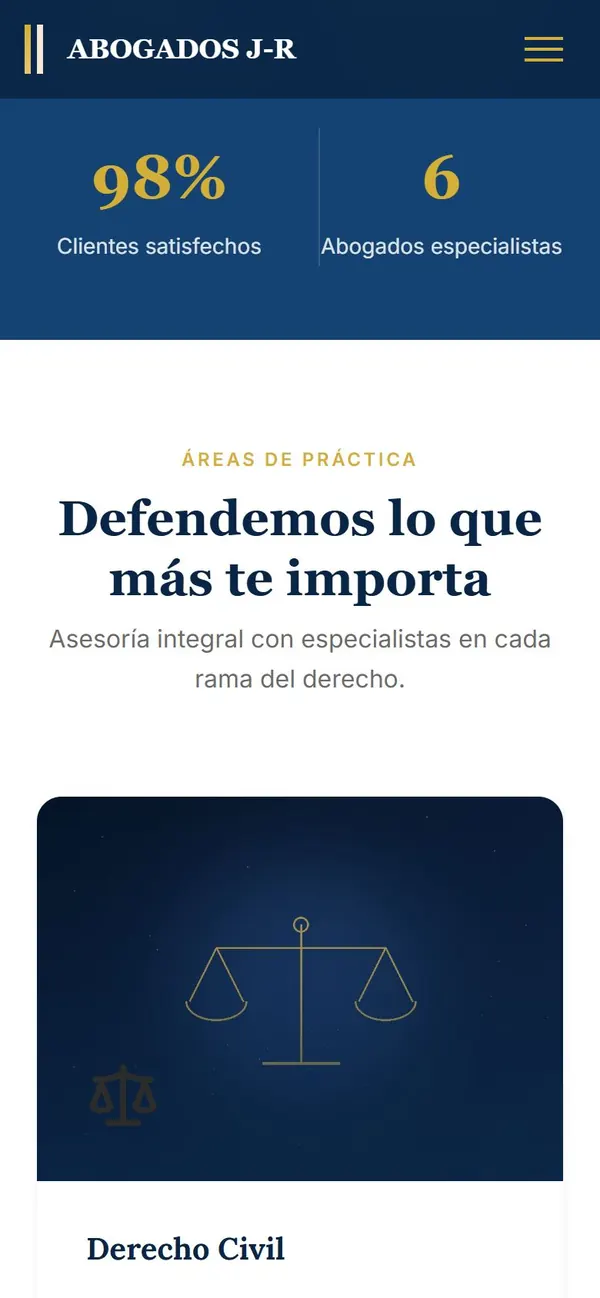 ABOGADOS J-R
98%
Clientes satisfechos
6
Abogados especialistas
ÁREAS DE PRÁCTICA
Defendemos lo que
más te importa
Asesoría integral con especialistas en cada
rama del derecho.
Derecho Civil